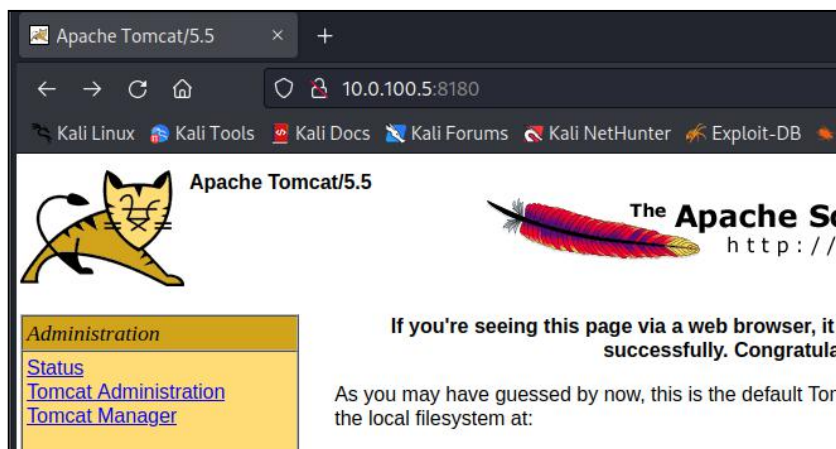 Apache Tomcat/5.5
10.0.100.5:8180
Kali Linux Kali Tools Kali Docs Kali Forums Kali NetHunter Exploit-DB
Apache Tomcat/5.5
The Apache
http://
Administration
Status
Tomcat Administration
Tomcat Manager
If you're seeing this page via a web browser, it
successfully.
As you may have guessed by now, this is the default
the local filesystem at: